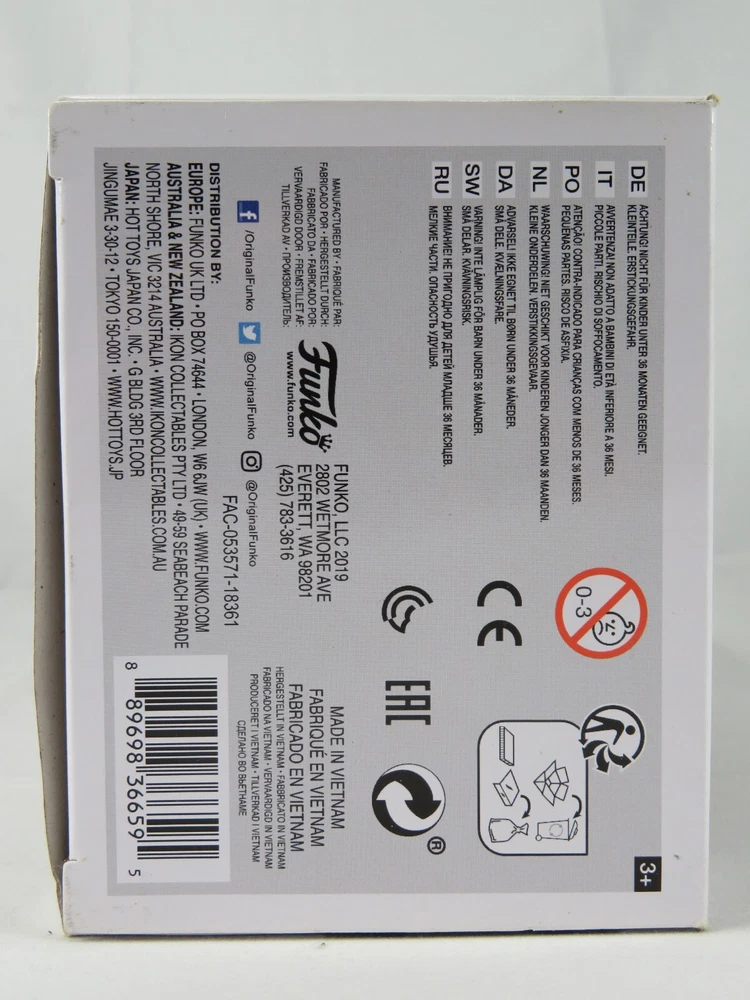 DE ACHTUNG! NICHT FÜR KINDER UNTER 36 MONATEN GEEIGNET.
KLEINTEILE. ERSTICKUNGSGEFAHR.
IT AVVERTENZA! NON ADATTO A BAMBINI DI ETÀ INFERIORE A 36 MESI.
PICCOLE PARTI. RISCHIO DI SOFFOCAMENTO.
PO ATENÇÃO! CONTRA-INDICADO PARA CRIANÇAS COM MENOS DE 36 MESES.
PEQUENAS PARTES. RISCO DE ASFIXIA.
NL WAARSCHUWING! NIET GESCHIKT VOOR KINDEREN JONGER DAN 36 MAANDEN.
KLEINE ONDERDELEN. VERSTIKKINGSGEVAAR.
DA ADVARSEL! IKKE EGNET TIL BØRN UNDER 36 MÅNEDER.
SMÅ DELE. KVÆLNINGSFARE.
SW VARNING! INTE LÄMPLIG FÖR BARN UNDER 36 MÅNADER.
SMÅ DELAR. KVÄVNINGSRISK.
RU ВНИМАНИЕ! НЕ ПРИГОДНО ДЛЯ ДЕТЕЙ МЛАДШЕ 36 МЕСЯЦЕВ.
МЕЛКИЕ ЧАСТИ. ОПАСНОСТЬ УДУШЬЯ.
0-3
3+
CE
EAC
®
MANUFACTURED BY • FABRIQUÉ PAR:
FABRICADO POR • HERGESTELLT DURCH:
FABBRICATO DA • FABRICADO POR:
VERVAARDIGD DOOR • FREMSTILLET AF:
TILLVERKAD AV • ПРОИЗВОДИТЕЛЬ:
Funko
www.funko.com
FUNKO, LLC 2019
2802 WETMORE AVE
EVERETT, WA 98201
(425) 783-3616
f /OriginalFunko @OriginalFunko @OriginalFunko
FAC-053571-18361
DISTRIBUTION BY:
EUROPE: FUNKO UK LTD • PO BOX 74644 • LONDON, W6 6JW (UK) • WWW.FUNKO.COM
AUSTRALIA & NEW ZEALAND: IKON COLLECTABLES PTY LTD • 49-59 SEABEACH PARADE
NORTH SHORE, VIC 3214 AUSTRALIA • WWW.IKONCOLLECTABLES.COM.AU
JAPAN: HOT TOYS JAPAN CO., INC. • G BLDG 3RD FLOOR
JINGUMAE 3-30-12 • TOKYO 150-0001 • WWW.HOTTOYS.JP
MADE IN VIETNAM
FABRIQUÉ EN VIETNAM
FABRICADO EN VIETNAM
HERGESTELLT IN VIETNAM • FABBRICATO IN VIETNAM
FABRICADO NA VIETNAM • VERVAARDIGD IN VIETNAM
PRODUCERET I VIETNAM • TILLVERKAD I VIETNAM
СДЕЛАНО ВО ВЬЕТНАМЕ
8 89698 36659 5